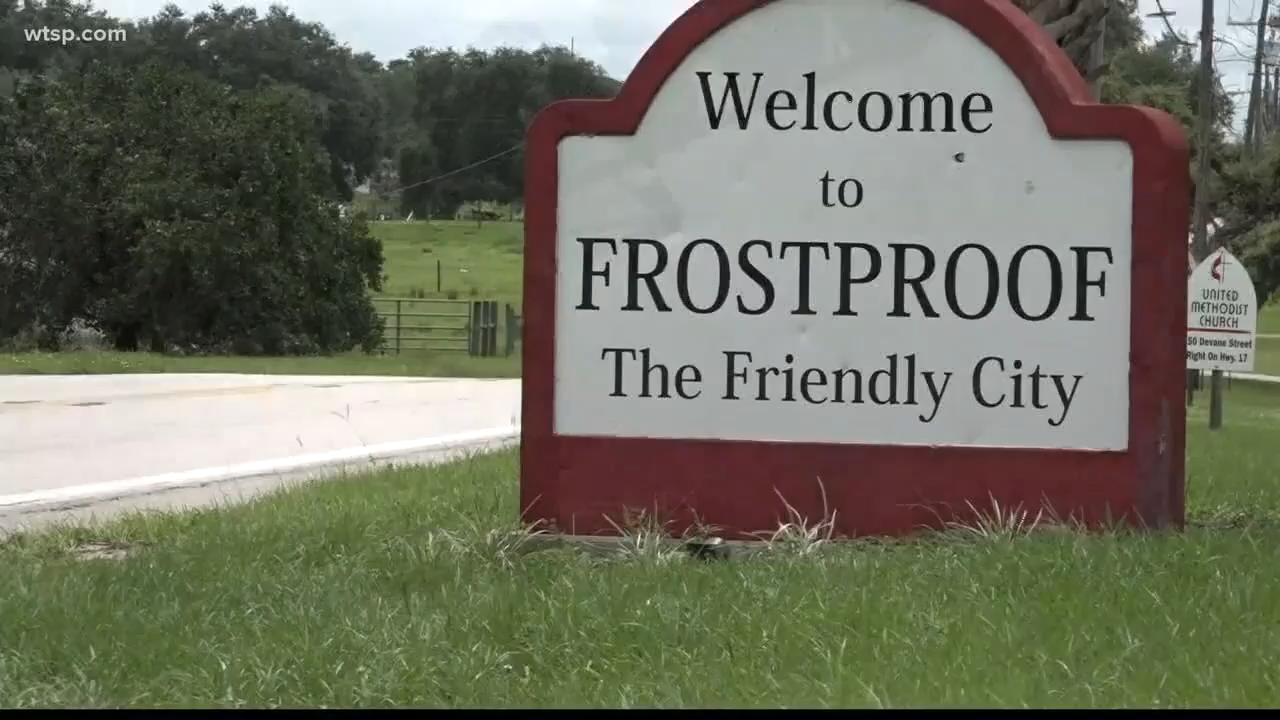 wtsp.com
Welcome
to
FROSTPROOF
The Friendly City
UNITED
METHODIST
CHURCH
50 Devane Street
Right On Hwy. 17